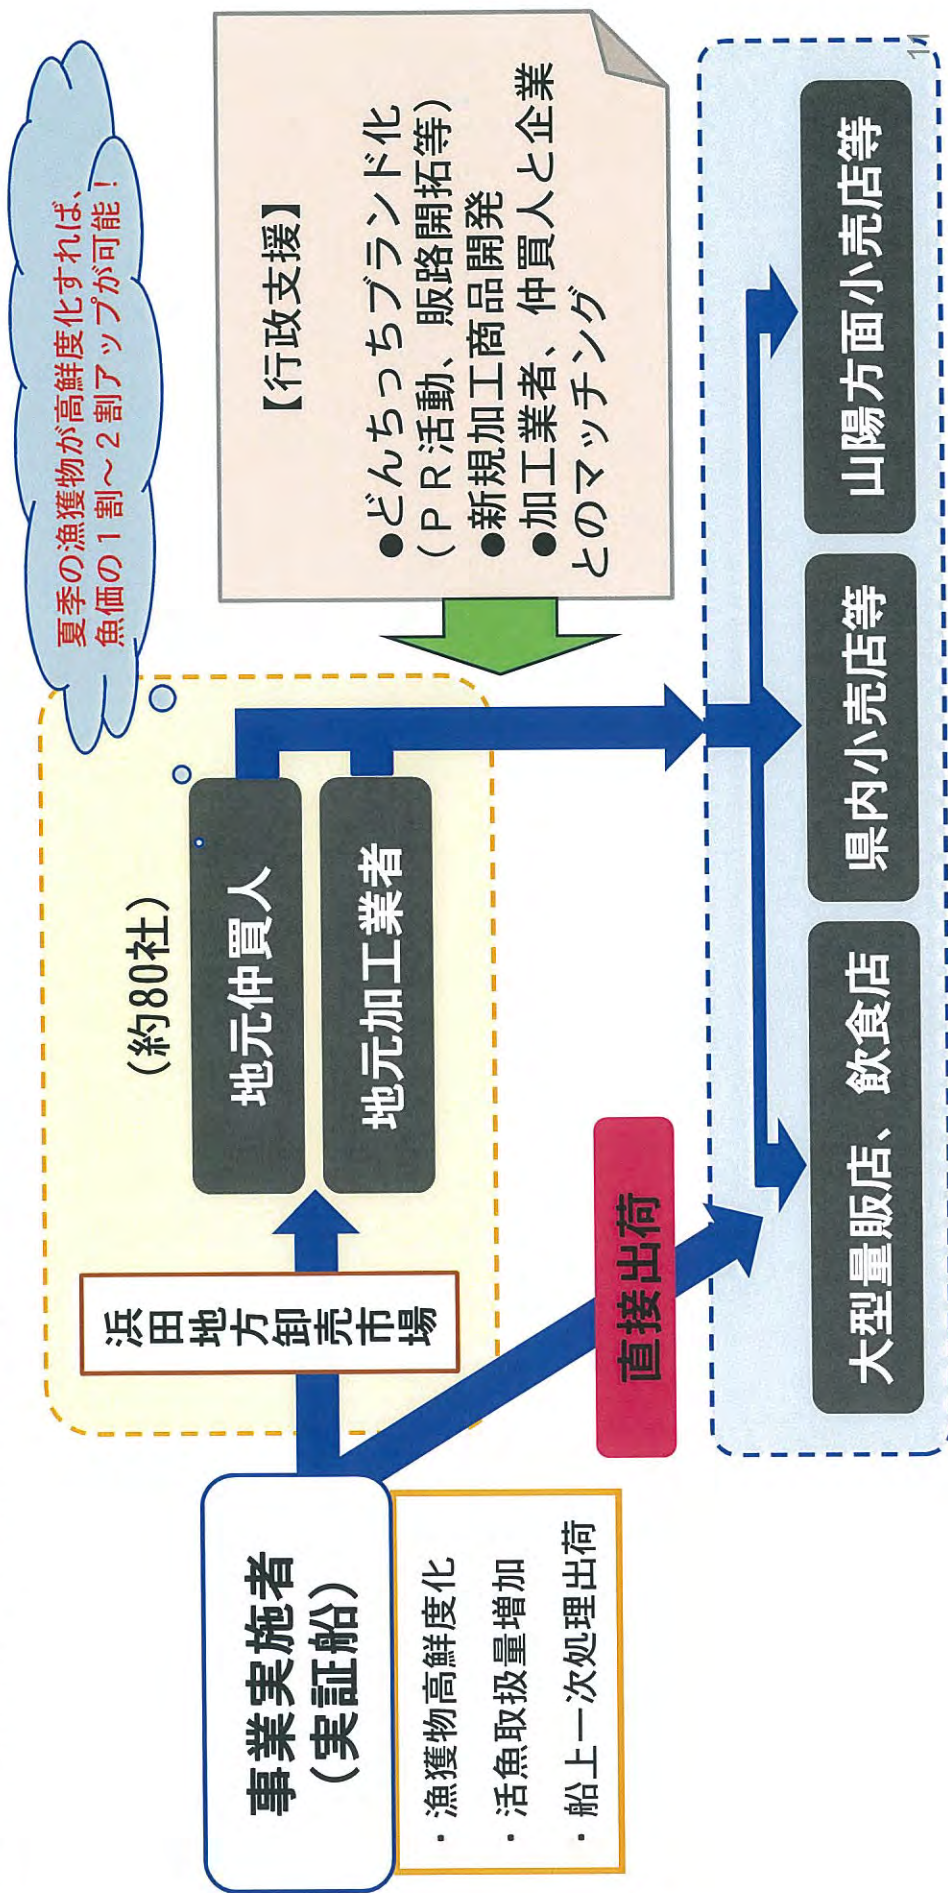 夏季の漁獲物が高鮮度化すれば、
魚価の1割~2割アップが可能!
(約80社)
地元仲買人
地元加工業者
浜田地方卸売市場
事業実施者
(実証船)
・漁獲物高鮮度化
・活魚取扱量増加
・船上一次処理出荷
直接出荷
【行政支援】
●どんちっちブランド化
(PR活動、販路開拓等)
●新規加工商品開発
●加工業者、仲買人と企業
とのマッチング
大型量販店、飲食店
県内小売店等
山陽方面小売店等
11